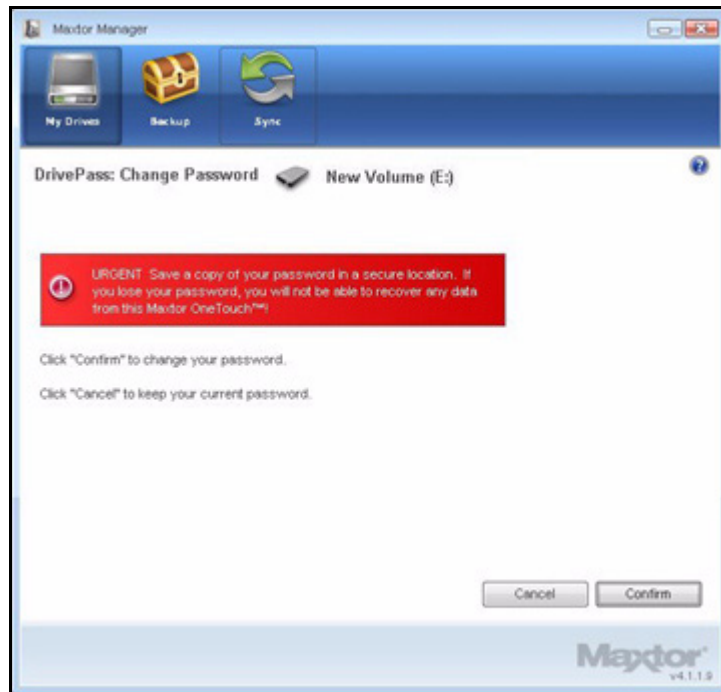 Maxtor Manager
My Drives Backup Sync
DrivePass: Change Password New Volume (E:)
URGENT Save a copy of your password in a secure location. If
you lose your password, you will not be able to recover any data
from this Maxtor OneTouch™!
Click "Confirm" to change your password.
Click "Cancel" to keep your current password.
Cancel Confirm
Maxtor
v4.1.1.9